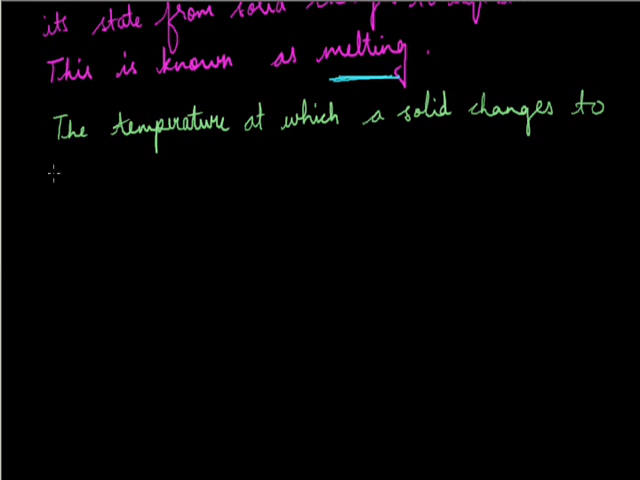 its state from solid
This is known as melting.
The temperature at which a solid changes to